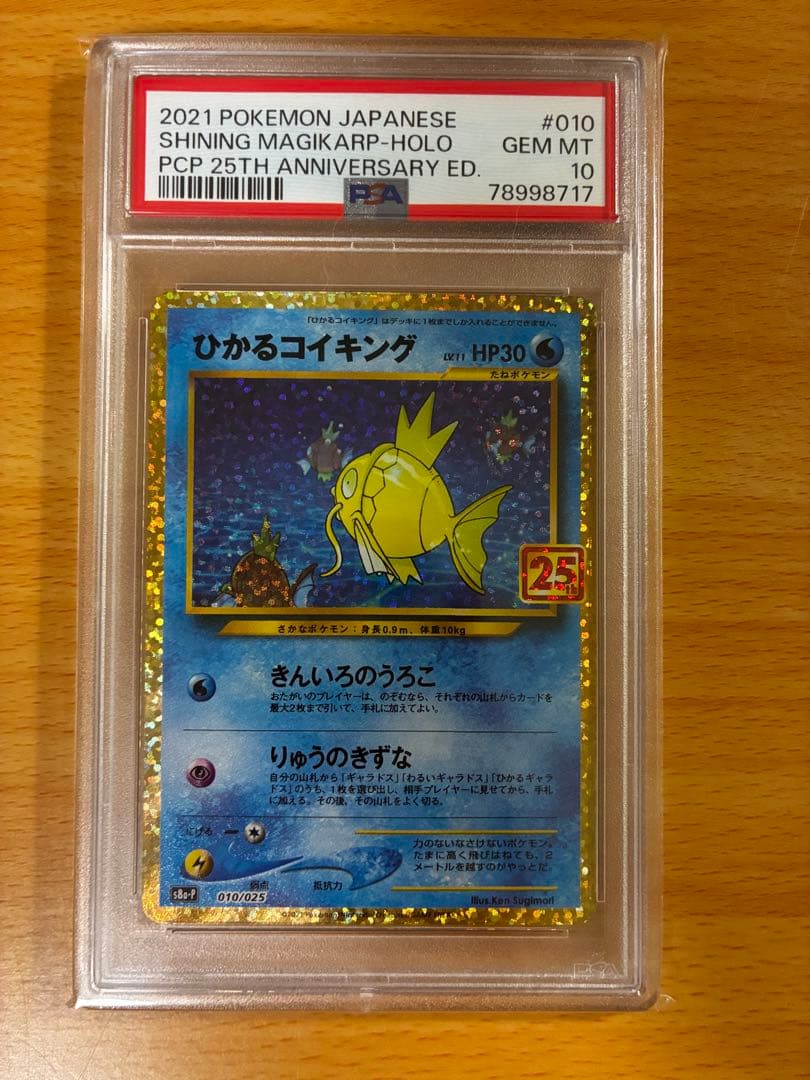 2021 POKEMON JAPANESE #010
SHINING MAGIKARP-HOLO GEM MT
PCP 25TH ANNIVERSARY ED. 10
PSA 78998717
「ひかるコイキング」はデッキに1枚までしか入れることができません。
ひかるコイキング LV.11 HP30
たねポケモン
25th
さかなポケモン：身長0.9m、体重10kg
きんいろのうろこ
おたがいのプレイヤーは、のぞむなら、それぞれの山札からカードを
最大2枚まで引いて、手札に加えてよい。
りゅうのきずな
自分の山札から「ギャラドス」「わるいギャラドス」「ひかるギャラ
ドス」のうち、1枚を選び出し、相手プレイヤーに見せてから、手札
に加える。その後、その山札をよく切る。
にげる
力のないなさけないポケモン。
たまに高く飛びはねても、2
メートルを越すのがやっとだ。
弱点 抵抗力
s8a-P 010/025
Illus.Ken Sugimori
PSA